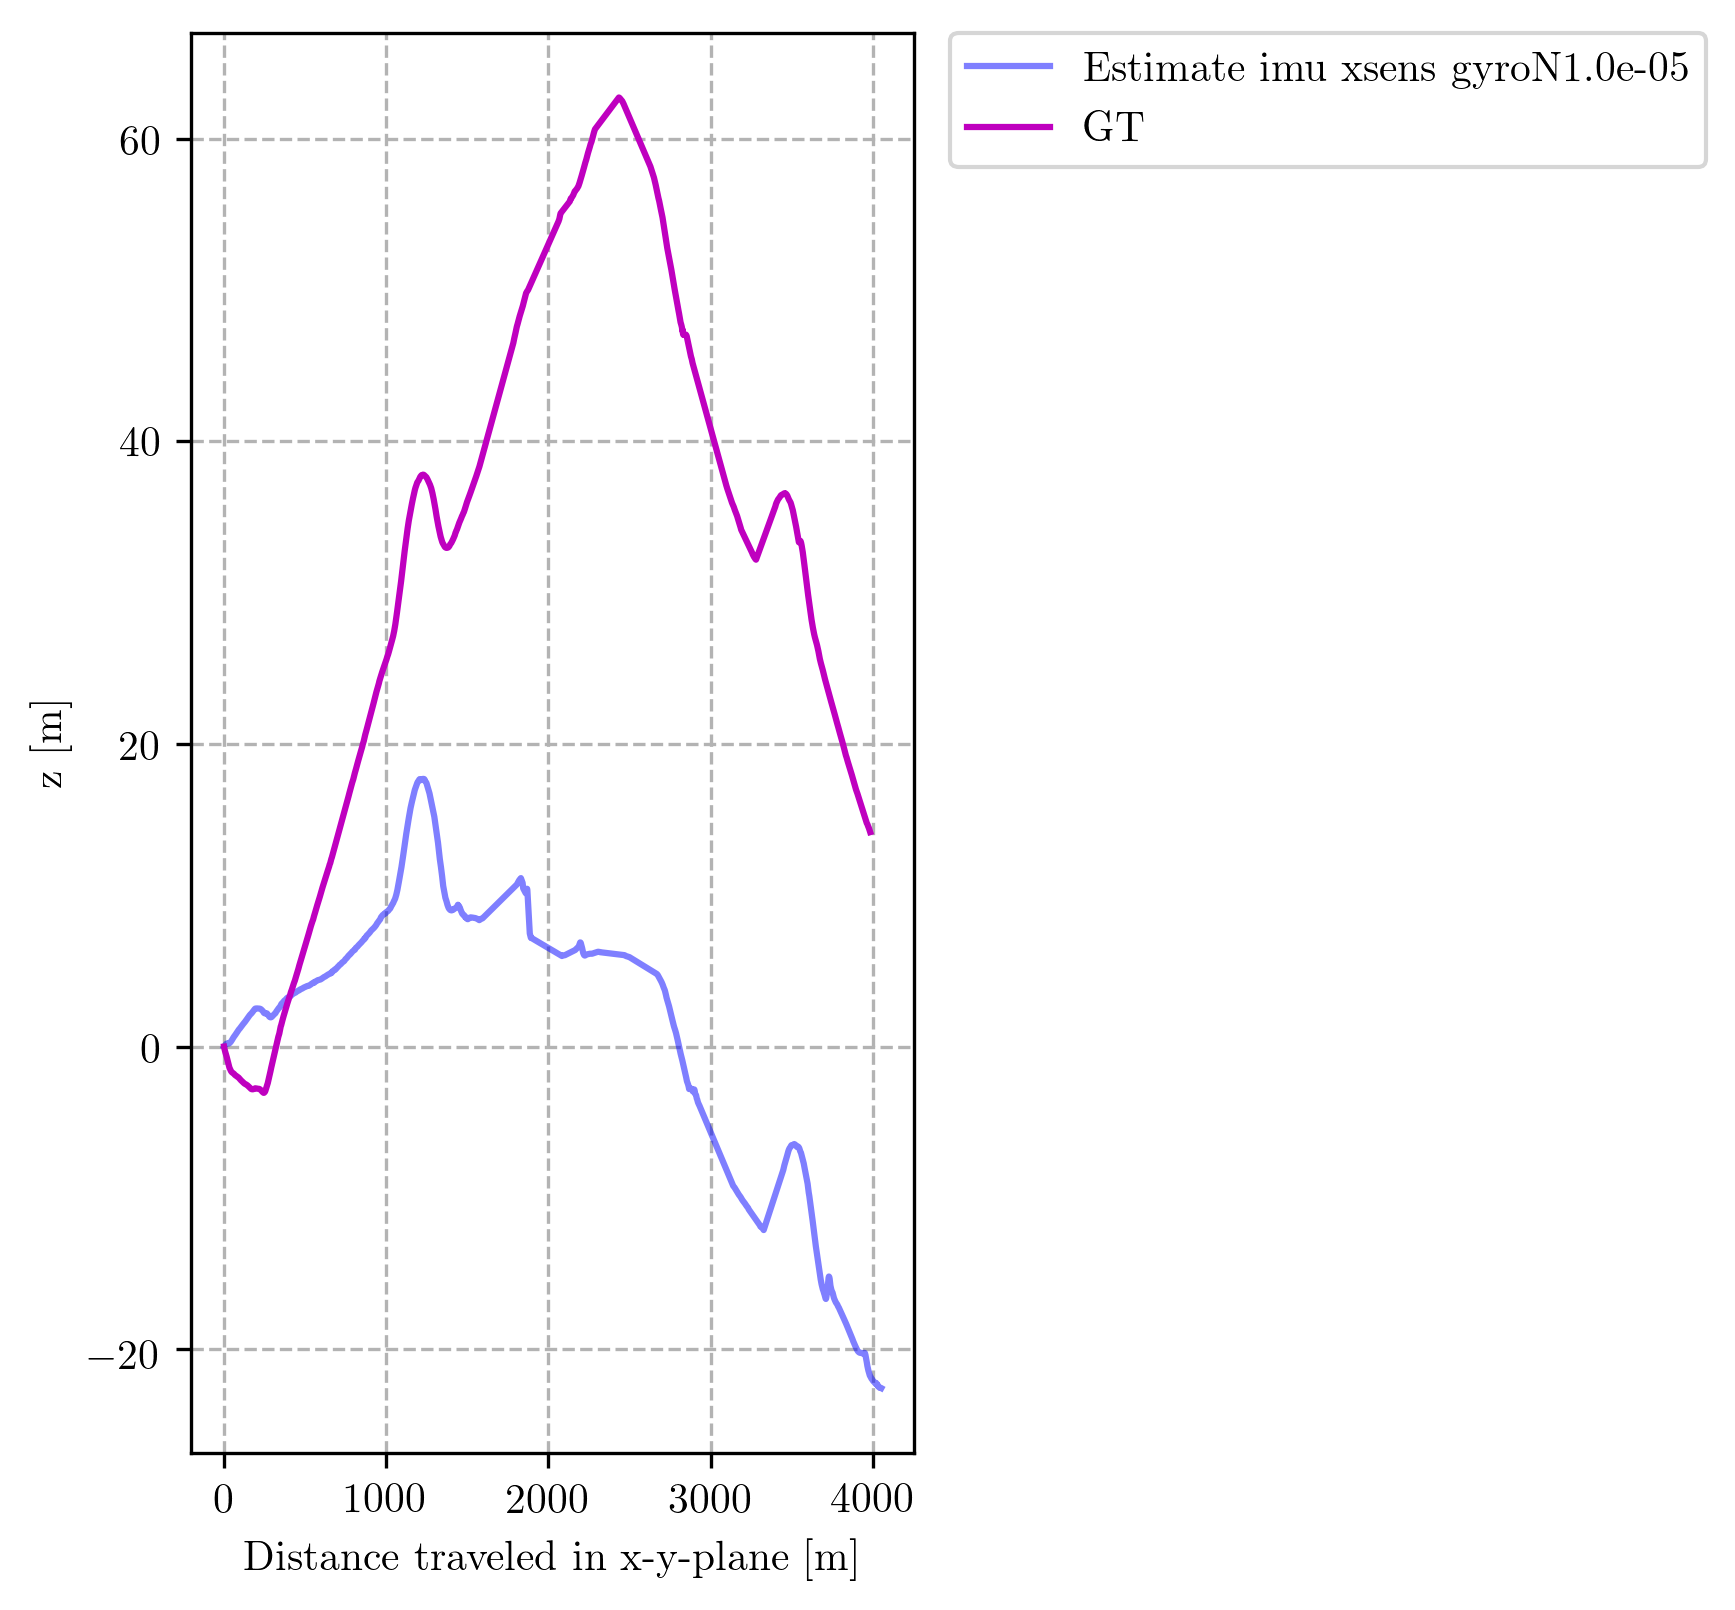 Estimate imu xsens gyroN1.0e-05
GT
60
40
20
0
−20
z [m]
0 1000 2000 3000 4000
Distance traveled in x-y-plane [m]